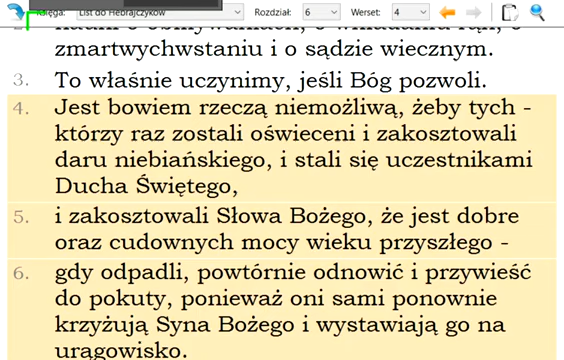 Księga: List do Hebrajczyków Rozdział: 6 Werset: 4
zmartwychwstaniu i o sądzie wiecznym.
3. To właśnie uczynimy, jeśli Bóg pozwoli.
4. Jest bowiem rzeczą niemożliwą, żeby tych -
którzy raz zostali oświeceni i zakosztowali
daru niebiańskiego, i stali się uczestnikami
Ducha Świętego,
5. i zakosztowali Słowa Bożego, że jest dobre
oraz cudownych mocy wieku przyszłego -
6. gdy odpadli, powtórnie odnowić i przywieść
do pokuty, ponieważ oni sami ponownie
krzyżują Syna Bożego i wystawiają go na
urągowisko.